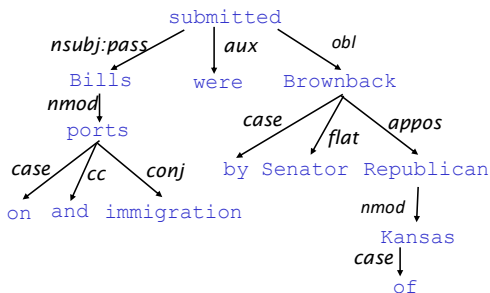 submitted
nsubj:pass aux obl
Bills were Brownback
nmod case flat appos
ports
case cc conj by Senator Republican
on and immigration nmod
Kansas
case
of